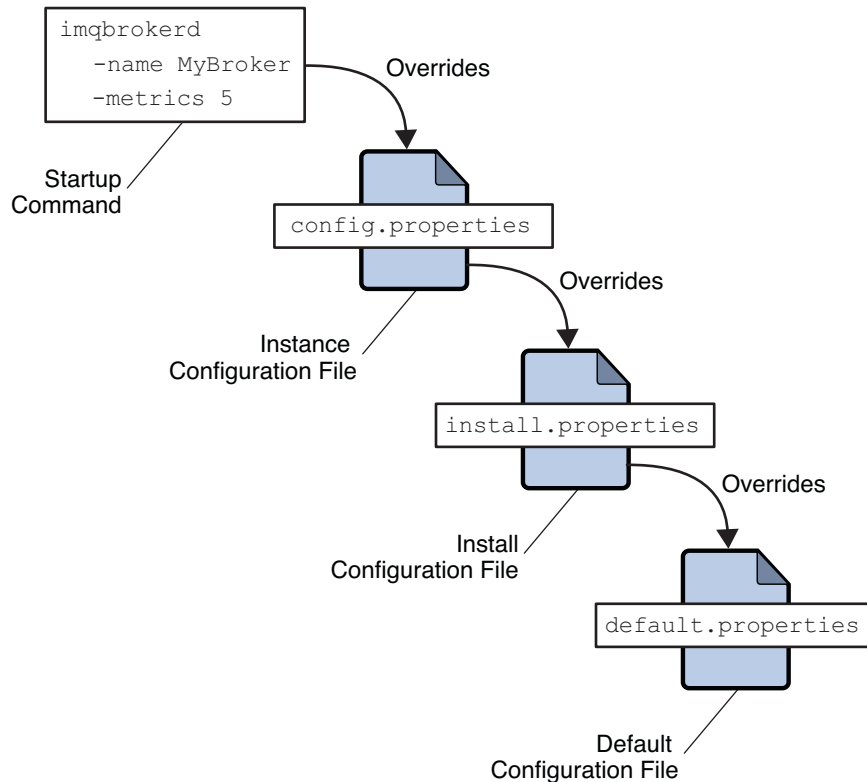 imqbrokerd
-name MyBroker
-metrics 5
Overrides
Startup
Command
config.properties
Overrides
Instance
Configuration File
install.properties
Overrides
Install
Configuration File
default.properties
Default
Configuration File